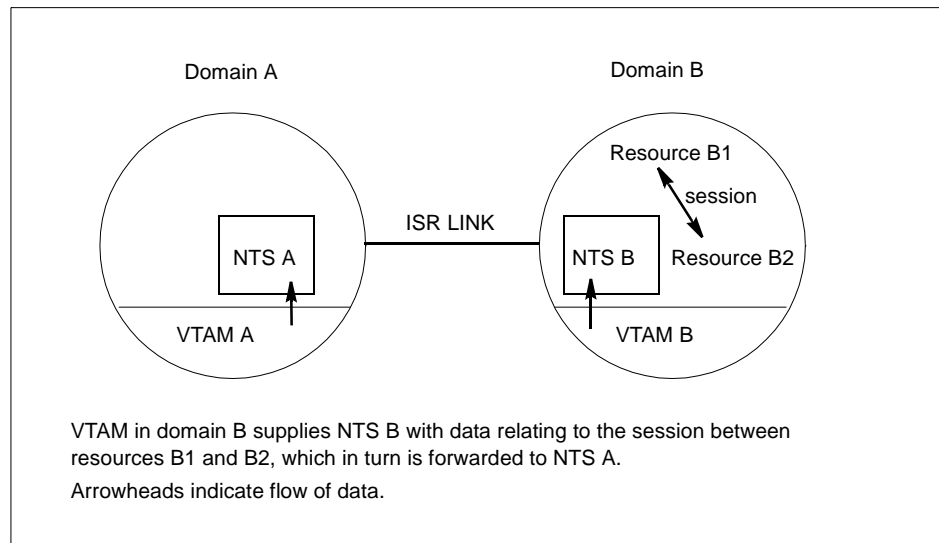 Domain A
Domain B
Resource B1
session
ISR LINK
NTS A
NTS B
Resource B2
VTAM A
VTAM B
VTAM in domain B supplies NTS B with data relating to the session between
resources B1 and B2, which in turn is forwarded to NTS A.
Arrowheads indicate flow of data.